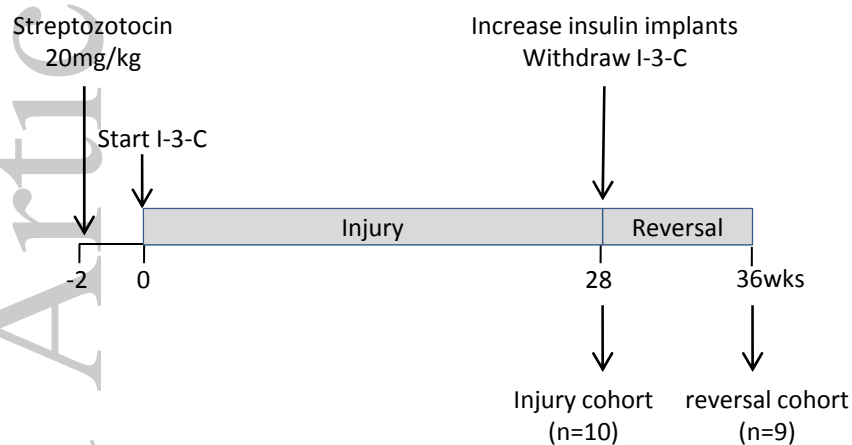 Streptozotocin
20mg/kg
Increase insulin implants
Withdraw I-3-C
Start I-3-C
Injury
Reversal
-2
0
28
36wks
Injury cohort
(n=10)
reversal cohort
(n=9)
Artic